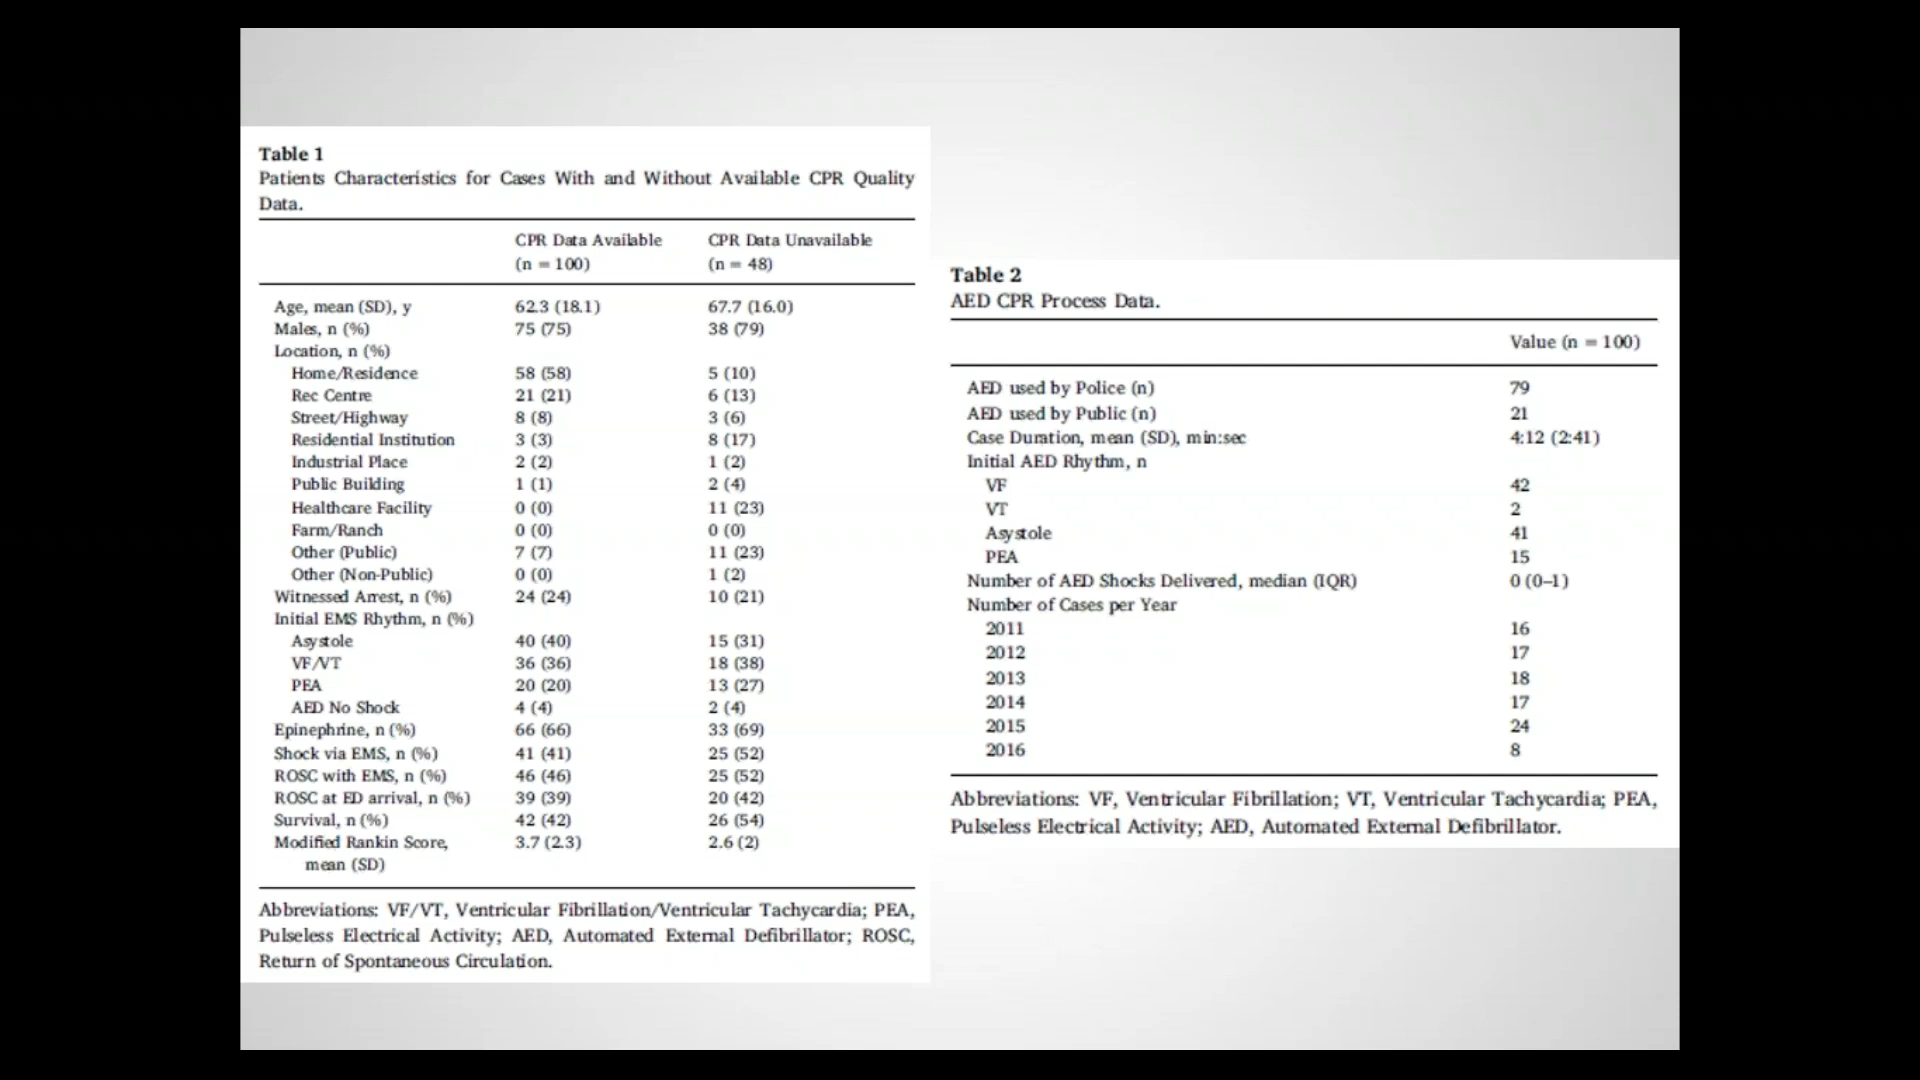 Table 1
Patients Characteristics for Cases With and Without Available CPR Quality
Data.
CPR Data Available CPR Data Unavailable
(n = 100) (n = 48)
Age, mean (SD), y 62.3 (18.1) 67.7 (16.0)
Males, n (%) 75 (75) 38 (79)
Location, n (%)
Home/Residence 58 (58) 5 (10)
Rec Centre 21 (21) 6 (13)
Street/Highway 8 (8) 3 (6)
Residential Institution 3 (3) 8 (17)
Industrial Place 2 (2) 1 (2)
Public Building 1 (1) 2 (4)
Healthcare Facility 0 (0) 11 (23)
Farm/Ranch 0 (0) 0 (0)
Other (Public) 7 (7) 11 (23)
Other (Non-Public) 0 (0) 1 (2)
Witnessed Arrest, n (%) 24 (24) 10 (21)
Initial EMS Rhythm, n (%)
Asystole 40 (40) 15 (31)
VF/VT 36 (36) 18 (38)
PEA 20 (20) 13 (27)
AED No Shock 4 (4) 2 (4)
Epinephrine, n (%) 66 (66) 33 (69)
Shock via EMS, n (%) 41 (41) 25 (52)
ROSC with EMS, n (%) 46 (46) 25 (52)
ROSC at ED arrival, n (%) 39 (39) 20 (42)
Survival, n (%) 42 (42) 26 (54)
Modified Rankin Score, 3.7 (2.3) 2.6 (2)
mean (SD)
Abbreviations: VF/VT, Ventricular Fibrillation/Ventricular Tachycardia; PEA,
Pulseless Electrical Activity; AED, Automated External Defibrillator; ROSC,
Return of Spontaneous Circulation.
Table 2
AED CPR Process Data.
Value (n = 100)
AED used by Police (n) 79
AED used by Public (n) 21
Case Duration, mean (SD), min:sec 4:12 (2:41)
Initial AED Rhythm, n
VF 42
VT 2
Asystole 41
PEA 15
Number of AED Shocks Delivered, median (IQR) 0 (0–1)
Number of Cases per Year
2011 16
2012 17
2013 18
2014 17
2015 24
2016 8
Abbreviations: VF, Ventricular Fibrillation; VT, Ventricular Tachycardia; PEA,
Pulseless Electrical Activity; AED, Automated External Defibrillator.